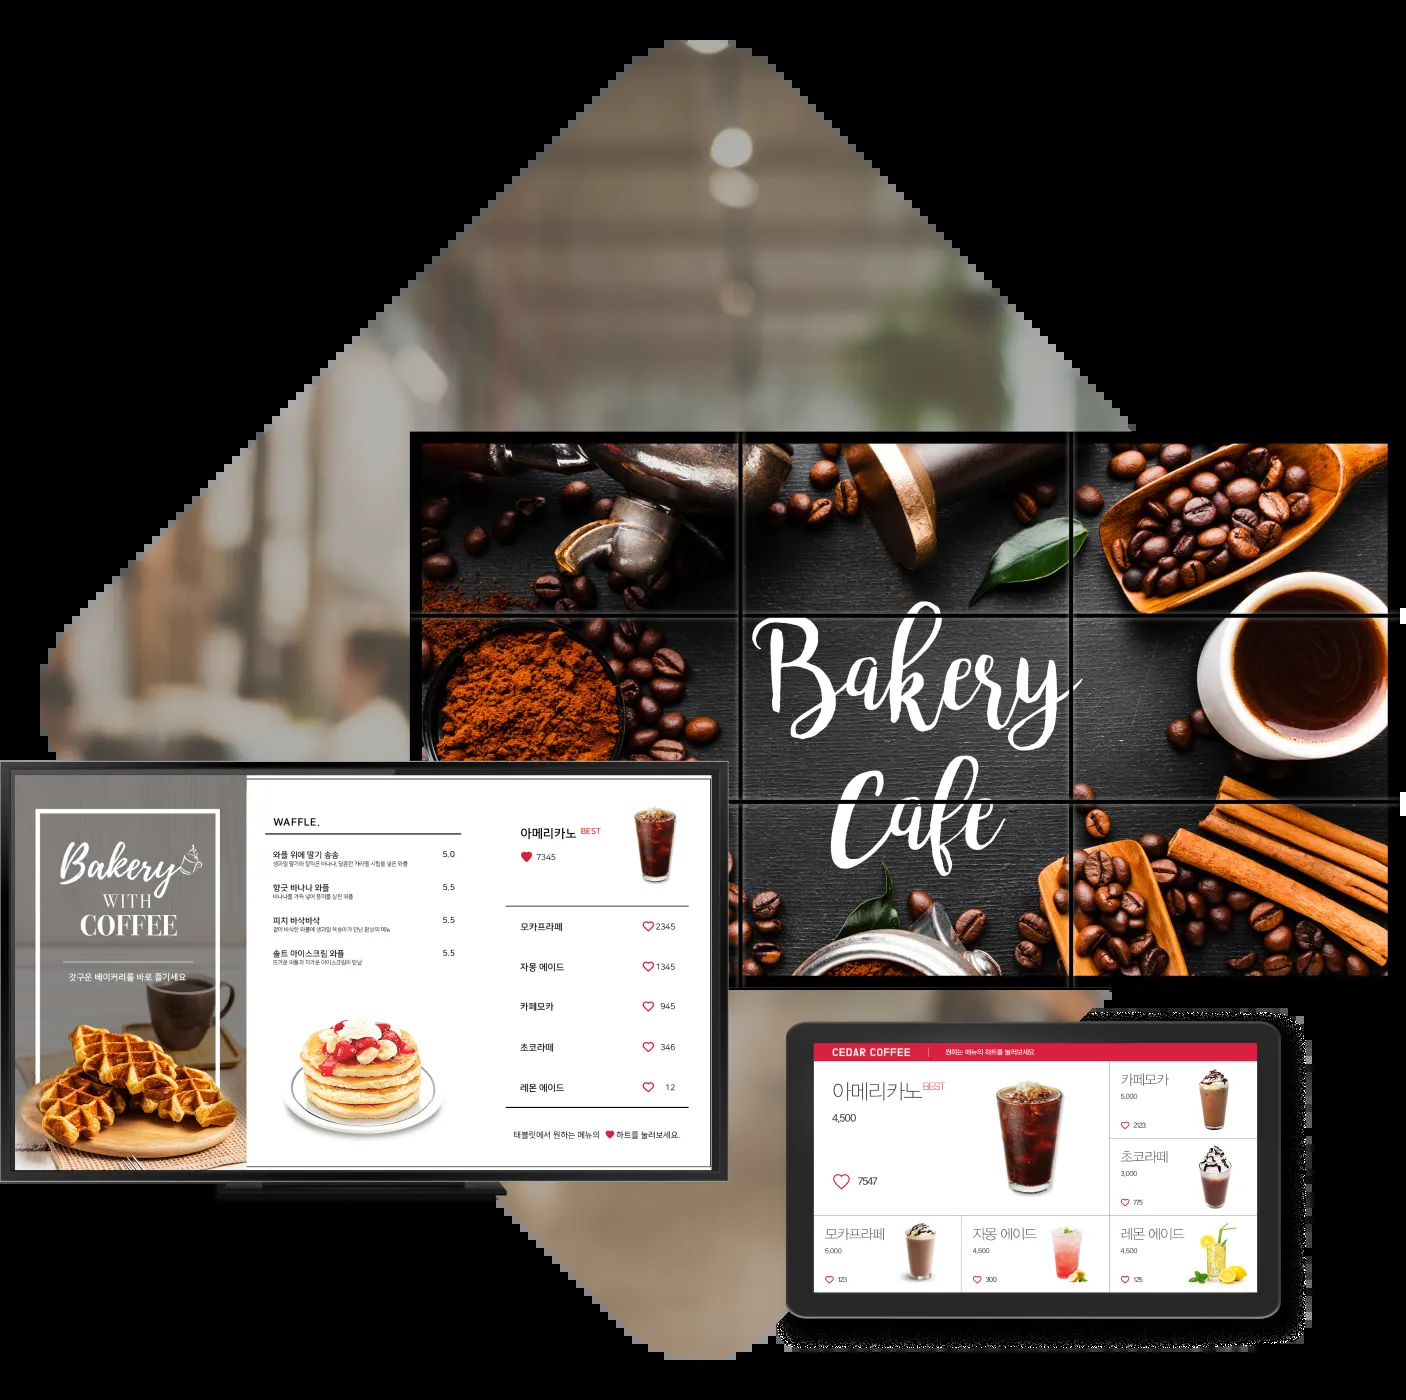 Bakery
Cafe
Bakery
WITH
COFFEE
갓구운 베이커리를 바로 즐기세요
WAFFLE.
와플 위에 딸기 송송 5.0
향긋 바나나 와플 5.5
피치 바삭바삭 5.5
솔트 아이스크림 와플 5.5
아메리카노 BEST
7345
모카프라페 2345
자몽 에이드 1345
카페모카 945
초코라떼 346
레몬 에이드 12
태블릿에서 원하는 메뉴의 하트를 눌러보세요.
CEDAR COFFEE 원하는 메뉴의 하트를 눌러보세요
아메리카노 BEST
4,500
7547
카페모카
5,000
2123
초코라떼
3,000
775
모카프라페
5,000
123
자몽 에이드
4,500
300
레몬 에이드
4,500
125